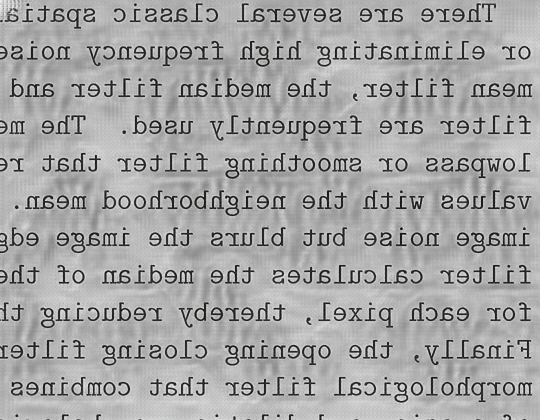 There are several classic spatia
or eliminating high frequency noise
mean filter, the median filter and
filter are frequently used. The me
lowpass or smoothing filter that re
values with the neighborhood mean.
image noise but blurs the image edg
filter calculates the median of the
for each pixel, thereby reducing th
Finally, the opening closing filter
morphological filter that combines